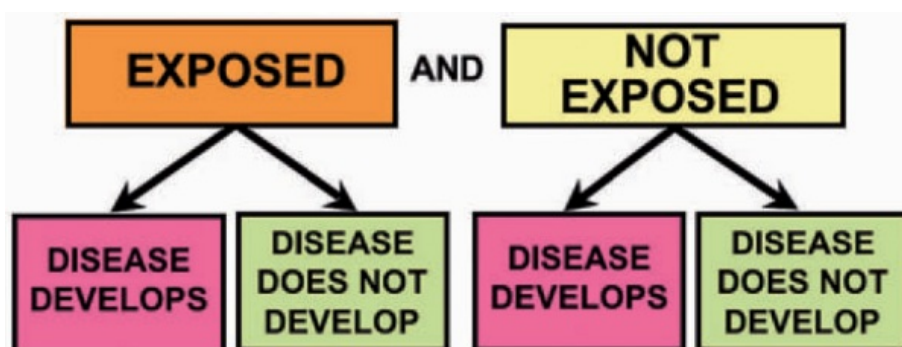 EXPOSED
AND
NOT
EXPOSED
DISEASE
DEVELOPS
DISEASE
DOES NOT
DEVELOP
DISEASE
DEVELOPS
DISEASE
DOES NOT
DEVELOP